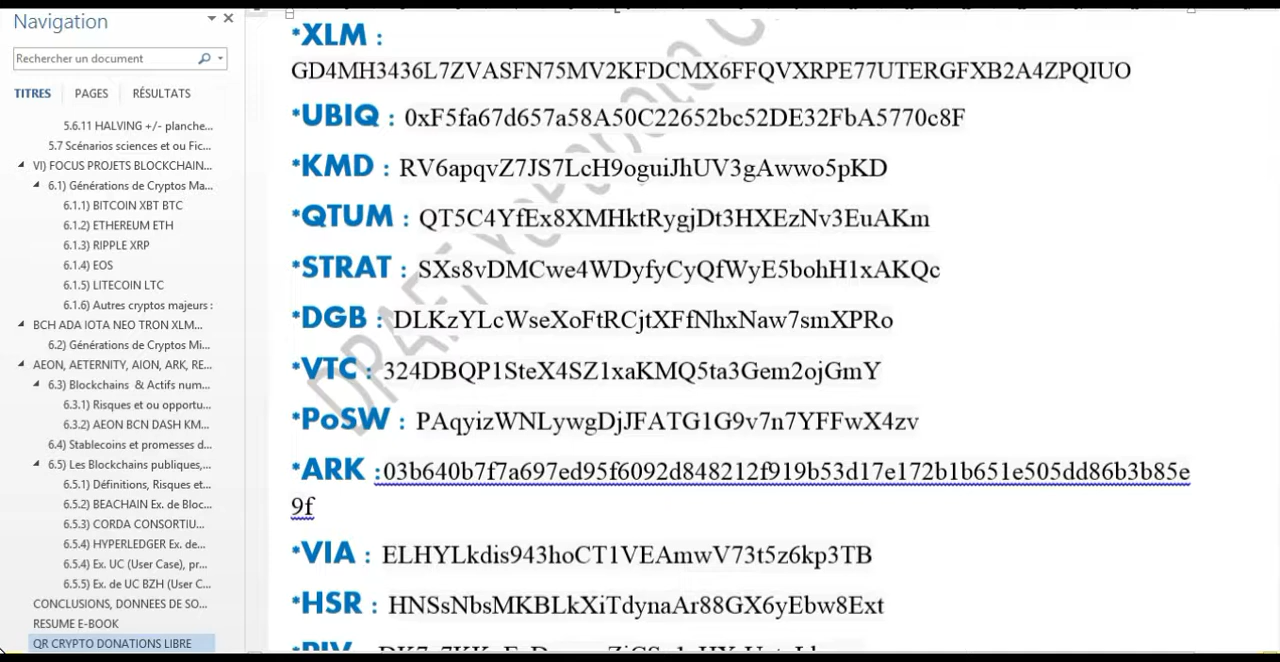 Navigation
Rechercher un document
TITRES PAGES RÉSULTATS
5.6.11 HALVING +/- planche...
5.7 Scénarios sciences et ou Fic...
VI) FOCUS PROJETS BLOCKCHAIN...
6.1) Générations de Cryptos Ma...
6.1.1) BITCOIN XBT BTC
6.1.2) ETHEREUM ETH
6.1.3) RIPPLE XRP
6.1.4) EOS
6.1.5) LITECOIN LTC
6.1.6) Autres cryptos majeurs :
BCH ADA IOTA NEO TRON XLM...
6.2) Générations de Cryptos Mi...
AEON, AETERNITY, AION, ARK, RE...
6.3) Blockchains & Actifs num...
6.3.1) Risques et ou opportu...
6.3.2) AEON BCN DASH KM...
6.4) Stablecoins et promesses d...
6.5) Les Blockchains publiques,...
6.5.1) Définitions, Risques et...
6.5.2) BEACHAIN Ex. de Bloc...
6.5.3) CORDA CONSORTIU...
6.5.4) HYPERLEDGER Ex. de...
6.5.4) Ex. UC (User Case), pr...
6.5.5) Ex. de UC BZH (User C...
CONCLUSIONS, DONNEES DE SO...
RESUME E-BOOK
QR CRYPTO DONATIONS LIBRE
*XLM :
GD4MH3436L7ZVASFN75MV2KFDCMX6FFQVXRPE77UTERGFXB2A4ZPQIUO
*UBIQ : 0xF5fa67d657a58A50C22652bc52DE32FbA5770c8F
*KMD : RV6apqvZ7JS7LcH9oguiJhUV3gAwwo5pKD
*QTUM : QT5C4YfEx8XMHktRygjDt3HXEzNv3EuAKm
*STRAT : SXs8vDMCwe4WDyfyCyQfWyE5bohH1xAKQc
*DGB : DLKzYLcWseXoFtRCjtXFfNhxNaw7smXPRo
*VTC : 324DBQP1SteX4SZ1xaKMQ5ta3Gem2ojGmY
*PoSW : PAqyizWNLywgDjJFATG1G9v7n7YFFwX4zv
*ARK :03b640b7f7a697ed95f6092d848212f919b53d17e172b1b651e505dd86b3b85e
9f
*VIA : ELHYLkdis943hoCT1VEAmwV73t5z6kp3TB
*HSR : HNSsNbsMKBLkXiTdynaAr88GX6yEbw8Ext